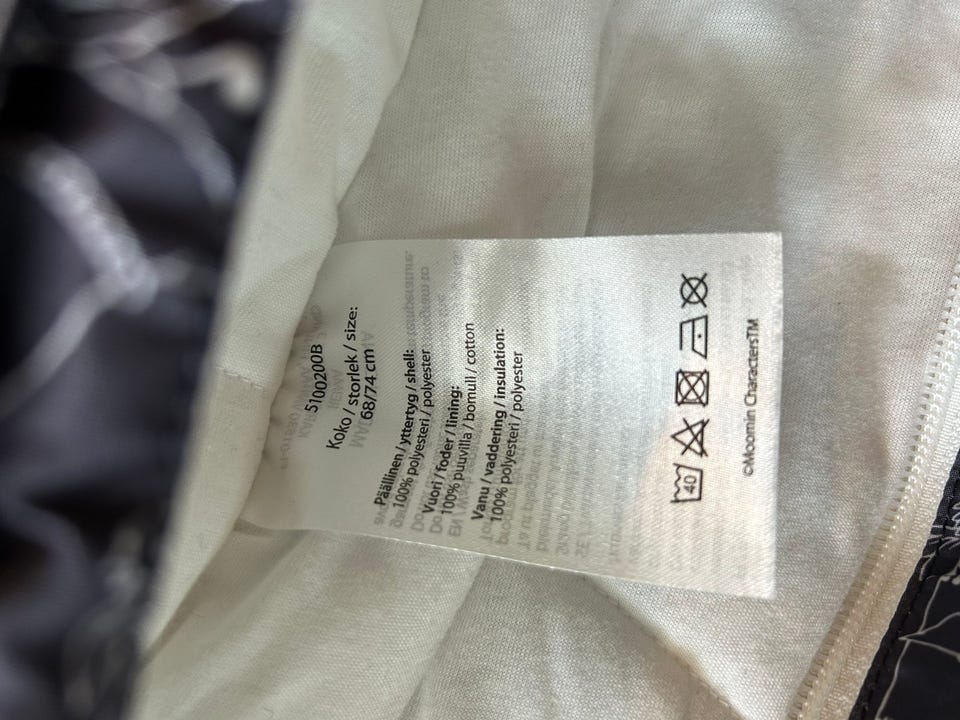 5100200B
Koko / storlek / size:
68/74 cm
Päällinen / yttertyg / shell:
100% polyesteri / polyester
Vuori / foder / lining:
100% puuvilla / bomull / cotton
Vanu / vaddering / insulation:
100% polyesteri / polyester
40
©Moomin Characters™